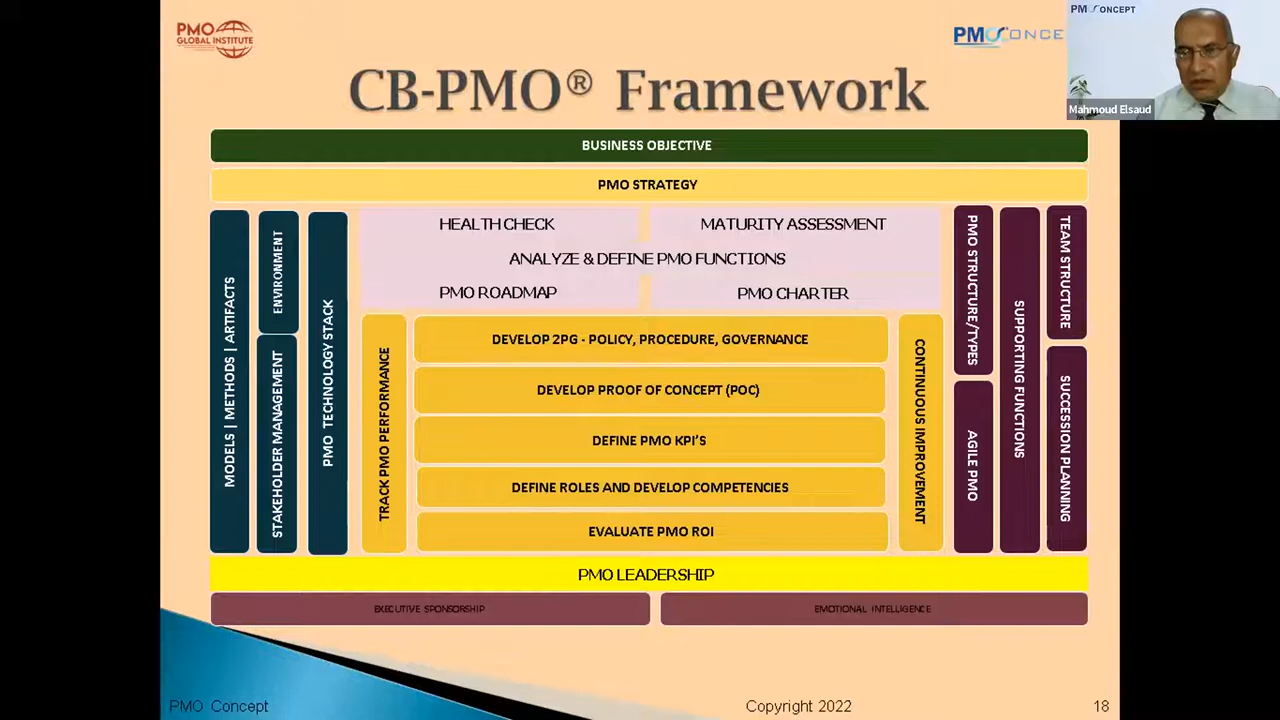 PMO
GLOBAL INSTITUTE
PMO CONCE
PM CONCEPT
Mahmoud Elsaud
CB-PMO® Framework
BUSINESS OBJECTIVE
PMO STRATEGY
MODELS | METHODS | ARTIFACTS
ENVIRONMENT
STAKEHOLDER MANAGEMENT
PMO TECHNOLOGY STACK
HEALTH CHECK
MATURITY ASSESSMENT
ANALYZE & DEFINE PMO FUNCTIONS
PMO ROADMAP
PMO CHARTER
TRACK PMO PERFORMANCE
DEVELOP 2PG - POLICY, PROCEDURE, GOVERNANCE
DEVELOP PROOF OF CONCEPT (POC)
DEFINE PMO KPI'S
DEFINE ROLES AND DEVELOP COMPETENCIES
EVALUATE PMO ROI
CONTINUOUS IMPROVEMENT
PMO STRUCTURE/TYPES
AGILE PMO
SUPPORTING FUNCTIONS
TEAM STRUCTURE
SUCCESSION PLANNING
PMO LEADERSHIP
EXECUTIVE SPONSORSHIP
EMOTIONAL INTELLIGENCE
PMO Concept
Copyright 2022
18